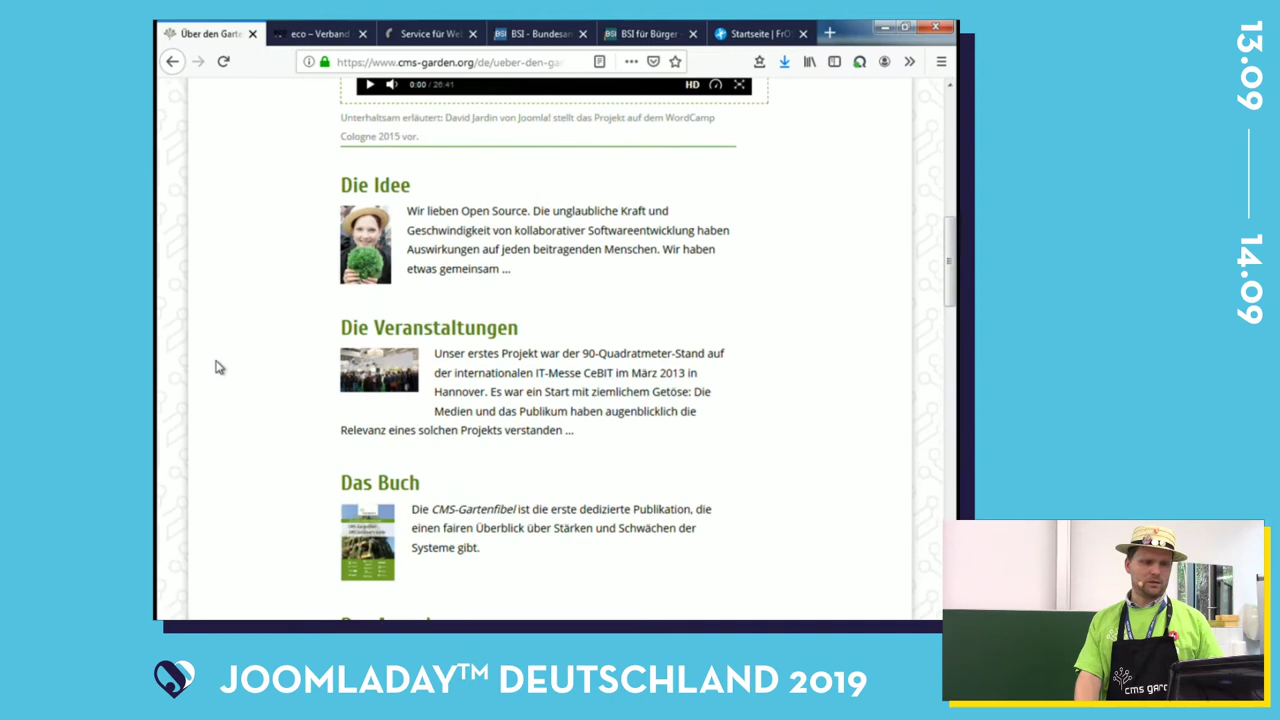 Über den Garte
eco – Verband
Service für Wel
BSI - Bundesan
BSI für Bürger
Startseite | FrO
https://www.cms-garden.org/de/ueber-den-ga
0:00 / 26:41
HD
Unterhaltsam erläutert: David Jardin von Joomla! stellt das Projekt auf dem WordCamp
Cologne 2015 vor.
Die Idee
Wir lieben Open Source. Die unglaubliche Kraft und
Geschwindigkeit von kollaborativer Softwareentwicklung haben
Auswirkungen auf jeden beitragenden Menschen. Wir haben
etwas gemeinsam ...
Die Veranstaltungen
Unser erstes Projekt war der 90-Quadratmeter-Stand auf
der internationalen IT-Messe CeBIT im März 2013 in
Hannover. Es war ein Start mit ziemlichem Getöse: Die
Medien und das Publikum haben augenblicklich die
Relevanz eines solchen Projekts verstanden ...
Das Buch
Die CMS-Gartenfibel ist die erste dedizierte Publikation, die
einen fairen Überblick über Stärken und Schwächen der
Systeme gibt.
13.09
14.09
cms gar
JOOMLADAY™ DEUTSCHLAND 2019